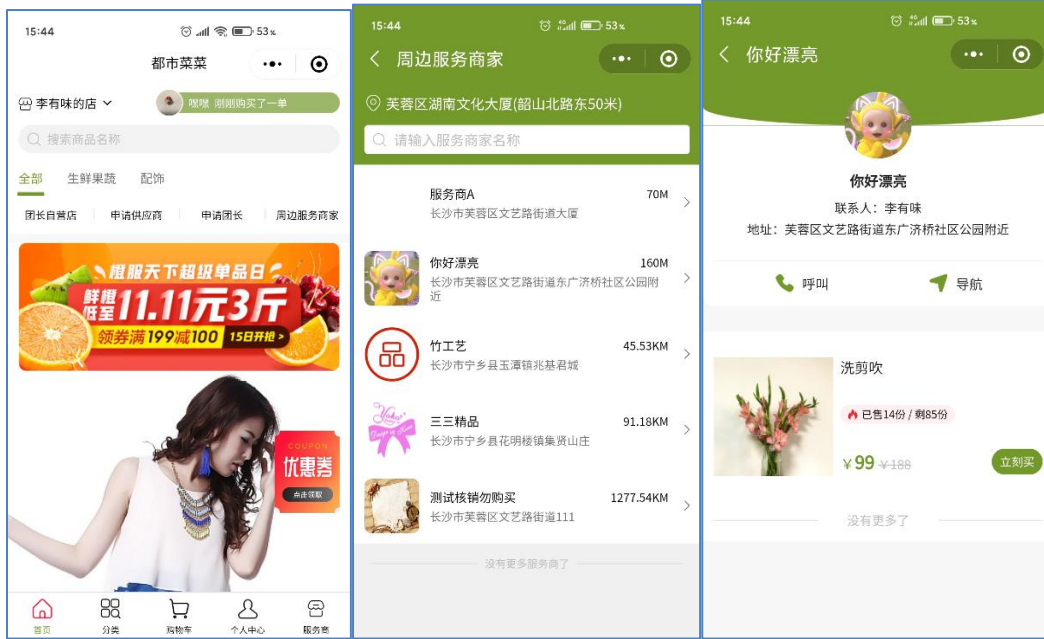 15:44
53%
都市菜菜
李有味的店
嘿嘿 刚刚购买了一单
搜索商品名称
全部 生鲜果蔬 配饰
团长自营店 申请供应商 申请团长 周边服务商家
橙服天下超级单品日
鲜橙低至11.11元3斤
领券满199减100 15日开抢>
COUPON
优惠券
点击领取
首页 分类 购物车 个人中心 服务商
15:44
4G 53%
周边服务商家
芙蓉区湖南文化大厦(韶山北路东50米)
请输入服务商家名称
服务商A 70M
长沙市芙蓉区文艺路街道大厦
你好漂亮 160M
长沙市芙蓉区文艺路街道东广济桥社区公园附
近
品
竹工艺 45.53KM
长沙市宁乡县玉潭镇兆基君城
三三精品 91.18KM
长沙市宁乡县花明楼镇集贤山庄
测试核销勿购买 1277.54KM
长沙市芙蓉区文艺路街道111
没有更多服务商了
15:44
4G 53%
你好漂亮
你好漂亮
联系人：李有味
地址：芙蓉区文艺路街道东广济桥社区公园附近
呼叫 导航
洗剪吹
已售14份 / 剩85份
￥99 ￥188
立刻买
没有更多了